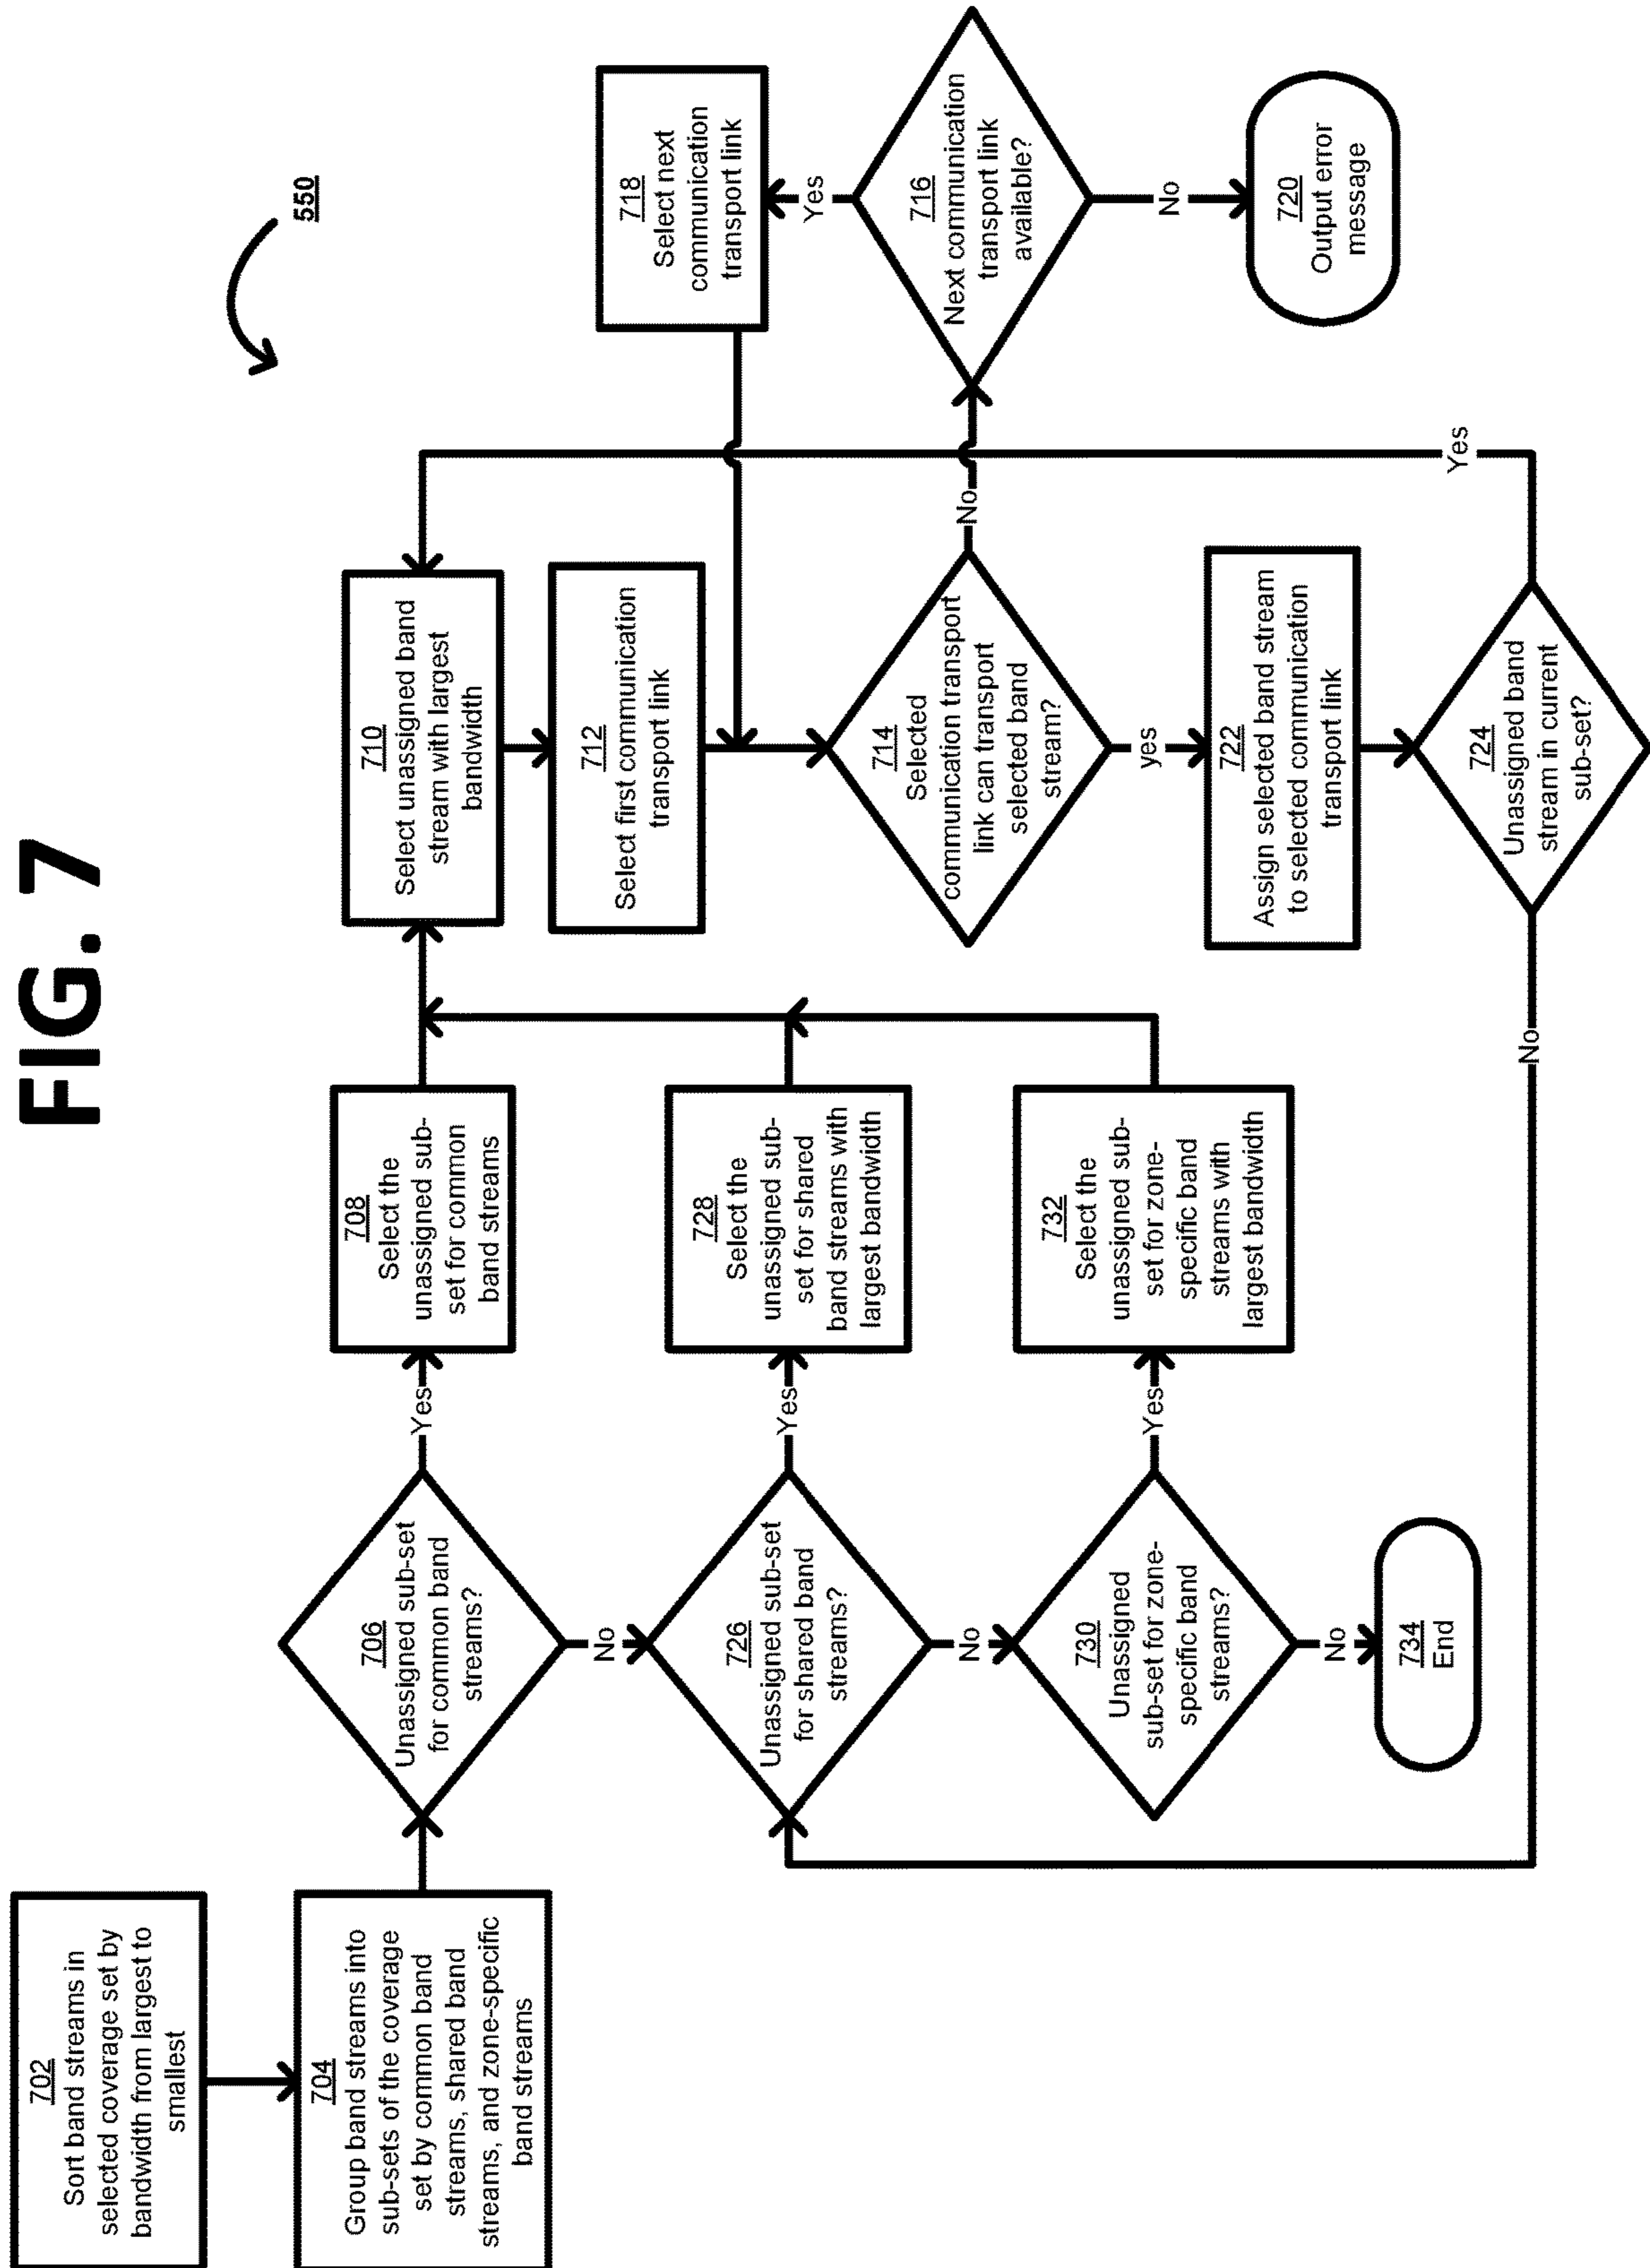 FIG. 7
550
702
Sort band streams in
selected coverage set by
bandwidth from largest to
smallest
704
Group band streams into
sub-sets of the coverage
set by common band
streams, shared band
streams, and zone-specific
band streams
706
Unassigned sub-set
for common band
streams?
Yes
No
708
Select the
unassigned sub-
set for common
band streams
710
Select unassigned band
stream with largest
bandwidth
712
Select first communication
transport link
714
Selected
communication transport
link can transport
selected band
stream?
No
yes
716
Next communication
transport link
available?
Yes
No
718
Select next
communication
transport link
720
Output error
message
722
Assign selected band stream
to selected communication
transport link
724
Unassigned band
stream in current
sub-set?
Yes
No
726
Unassigned sub-set
for shared band
streams?
Yes
No
728
Select the
unassigned sub-
set for shared
band streams with
largest bandwidth
730
Unassigned
sub-set for zone-
specific band
streams?
Yes
No
732
Select the
unassigned sub-
set for zone-
specific band
streams with
largest bandwidth
734
End